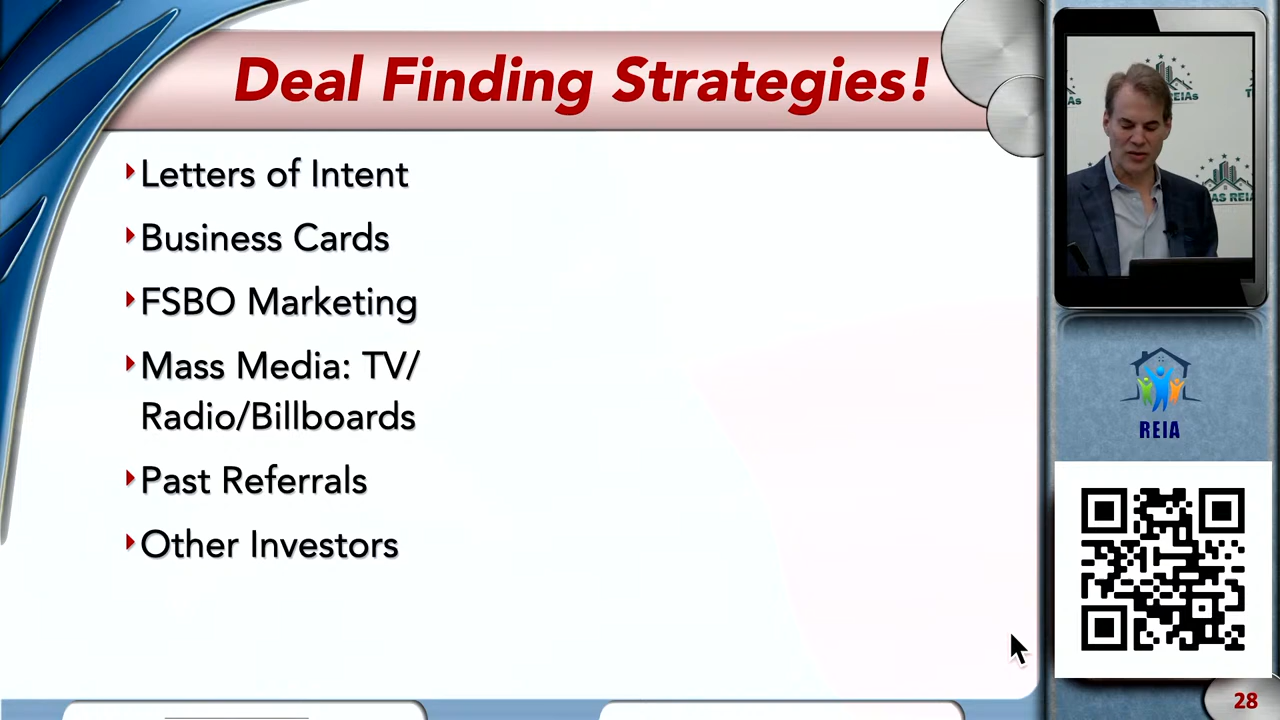 Deal Finding Strategies!
Letters of Intent
Business Cards
FSBO Marketing
Mass Media: TV/
Radio/Billboards
Past Referrals
Other Investors
REIA
28